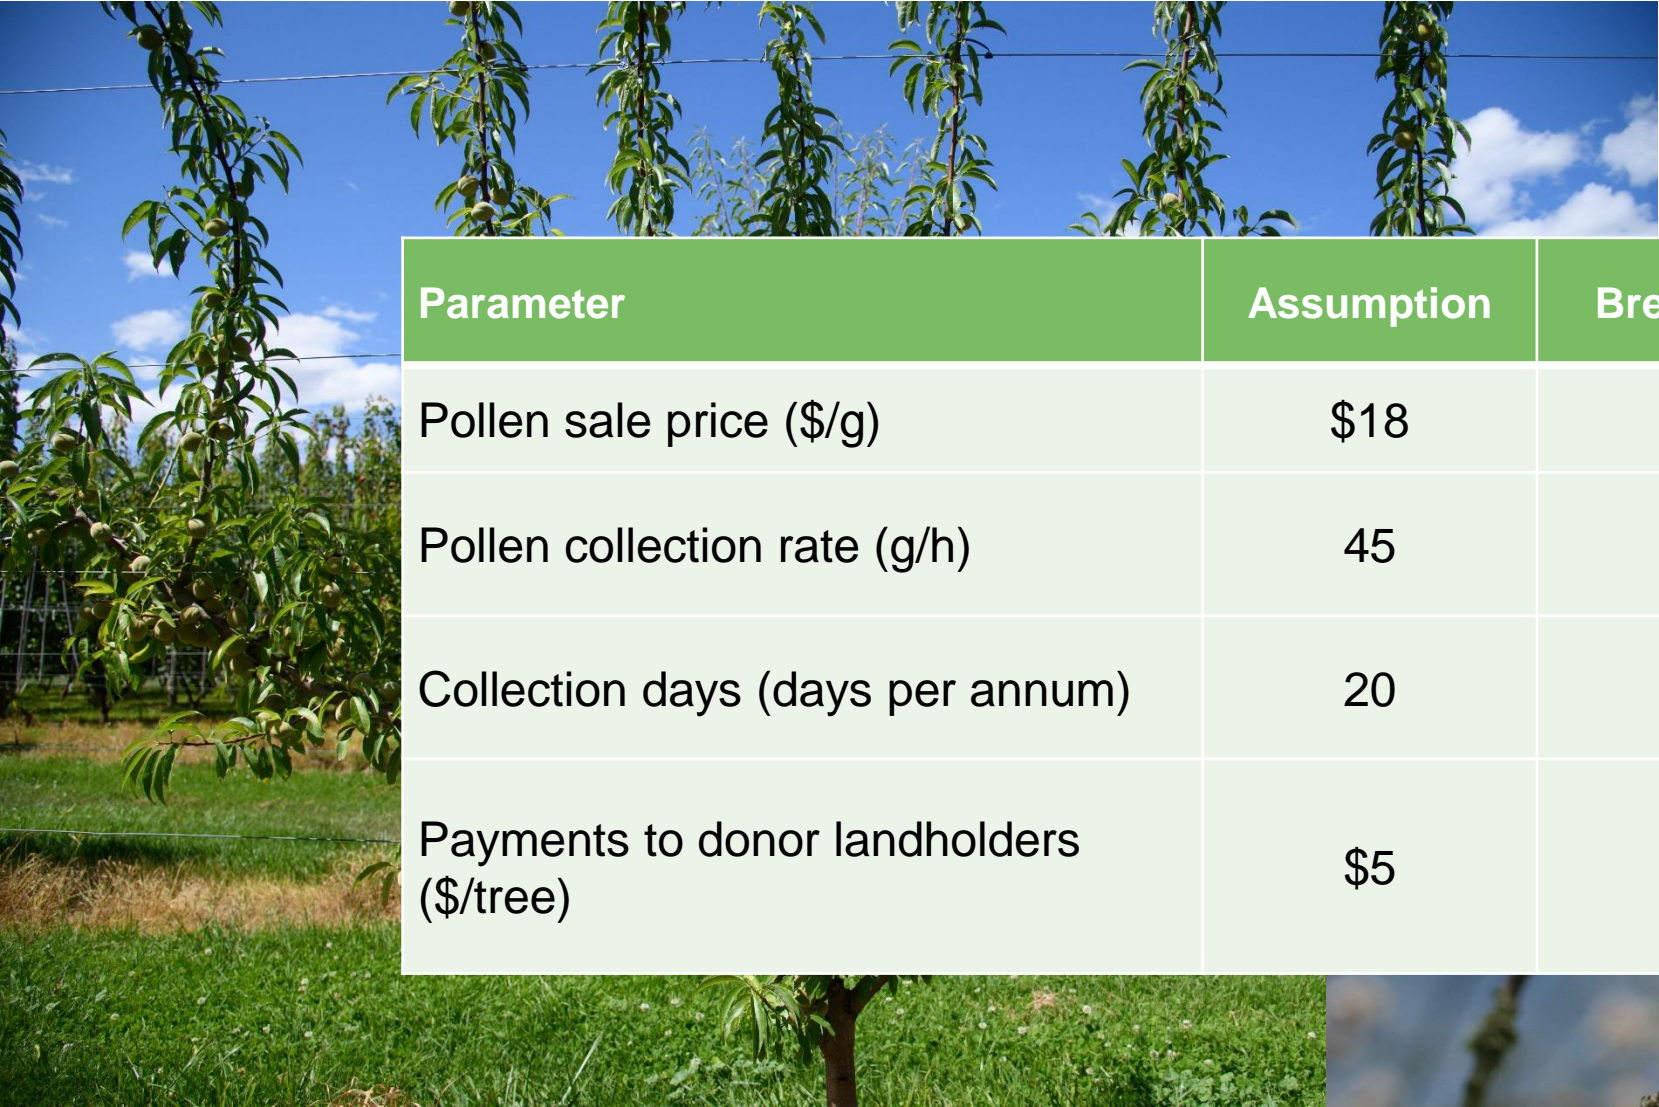 Parameter Assumption Bre
Pollen sale price ($/g) $18
Pollen collection rate (g/h) 45
Collection days (days per annum) 20
Payments to donor landholders
($/tree) $5